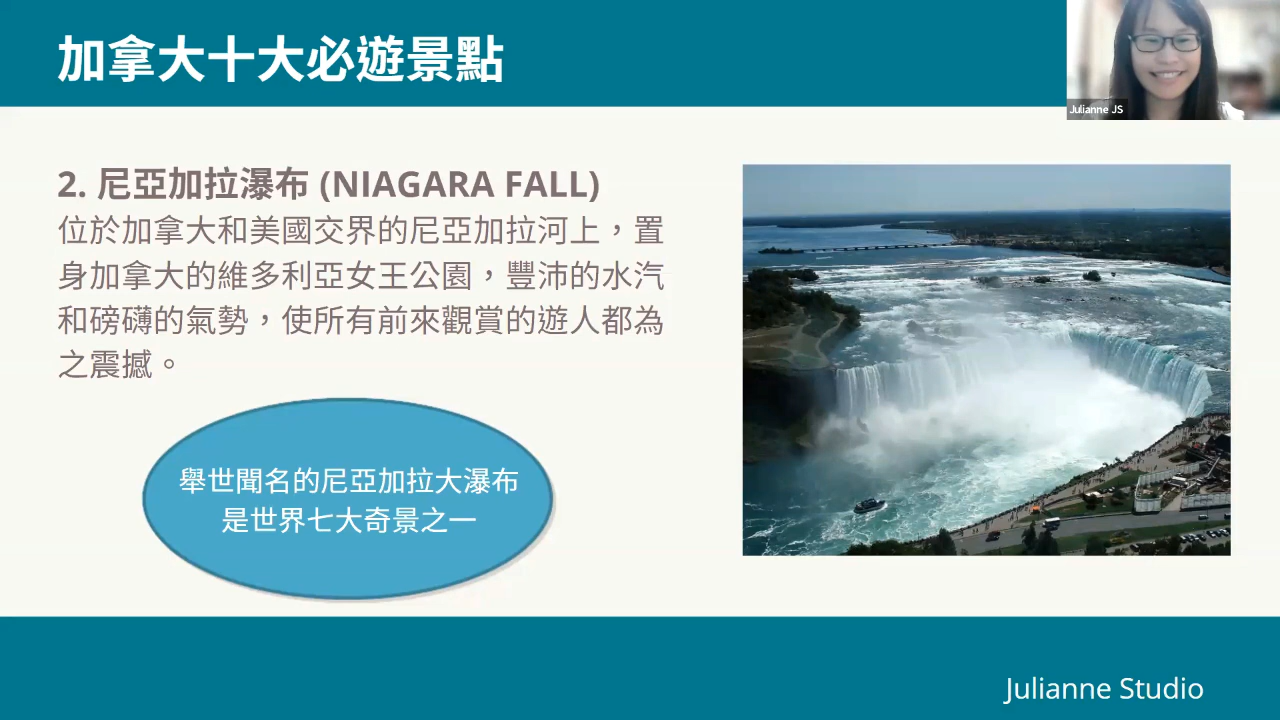 加拿大十大必遊景點
Julianne JS
2. 尼亞加拉瀑布 (NIAGARA FALL)
位於加拿大和美國交界的尼亞加拉河上，置
身加拿大的維多利亞女王公園，豐沛的水汽
和磅礡的氣勢，使所有前來觀賞的遊人都為
之震撼。
舉世聞名的尼亞加拉大瀑布
是世界七大奇景之一
Julianne Studio